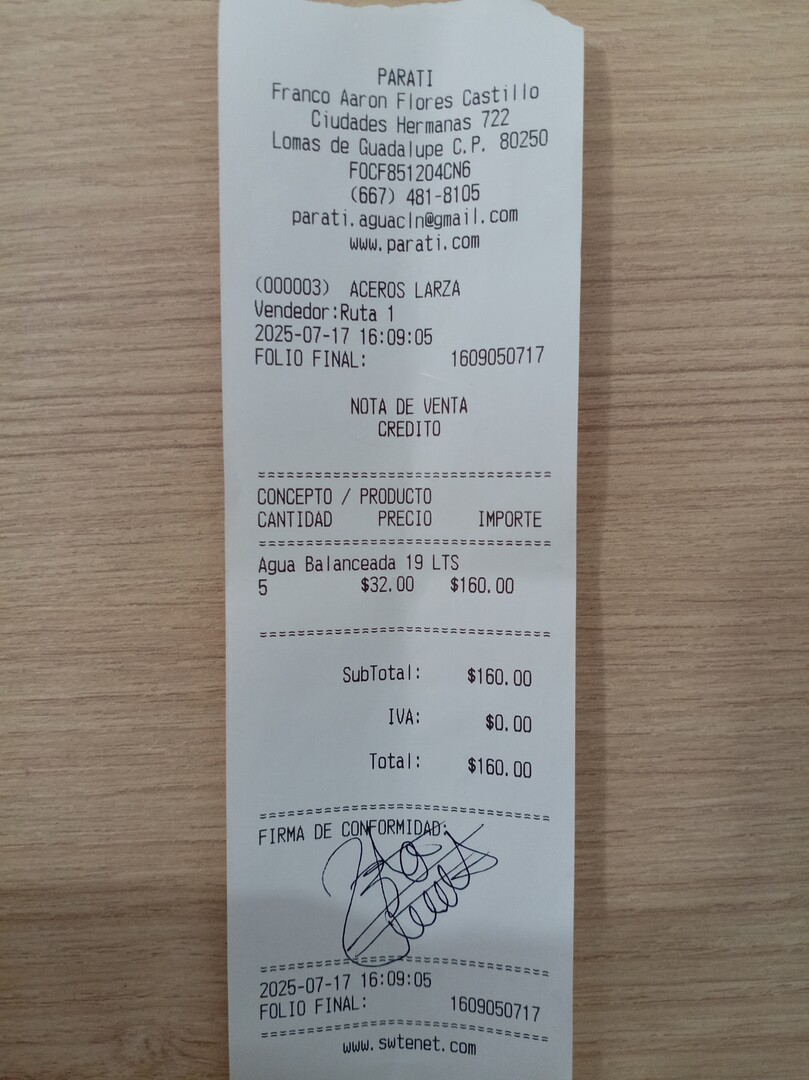 PARATI
Franco Aaron Flores Castillo
Ciudades Hermanas 722
Lomas de Guadalupe C.P. 80250
FOCF851204CN6
(667) 481-8105
parati.aguacln@gmail.com
www.parati.com
(000003) ACEROS LARZA
Vendedor:Ruta 1
2025-07-17 16:09:05
FOLIO FINAL: 1609050717
NOTA DE VENTA
CREDITO
CONCEPTO / PRODUCTO
CANTIDAD PRECIO IMPORTE
Agua Balanceada 19 LTS
5 $32.00 $160.00
SubTotal: $160.00
IVA: $0.00
Total: $160.00
FIRMA DE CONFORMIDAD:
2025-07-17 16:09:05
FOLIO FINAL: 1609050717
www.swtenet.com